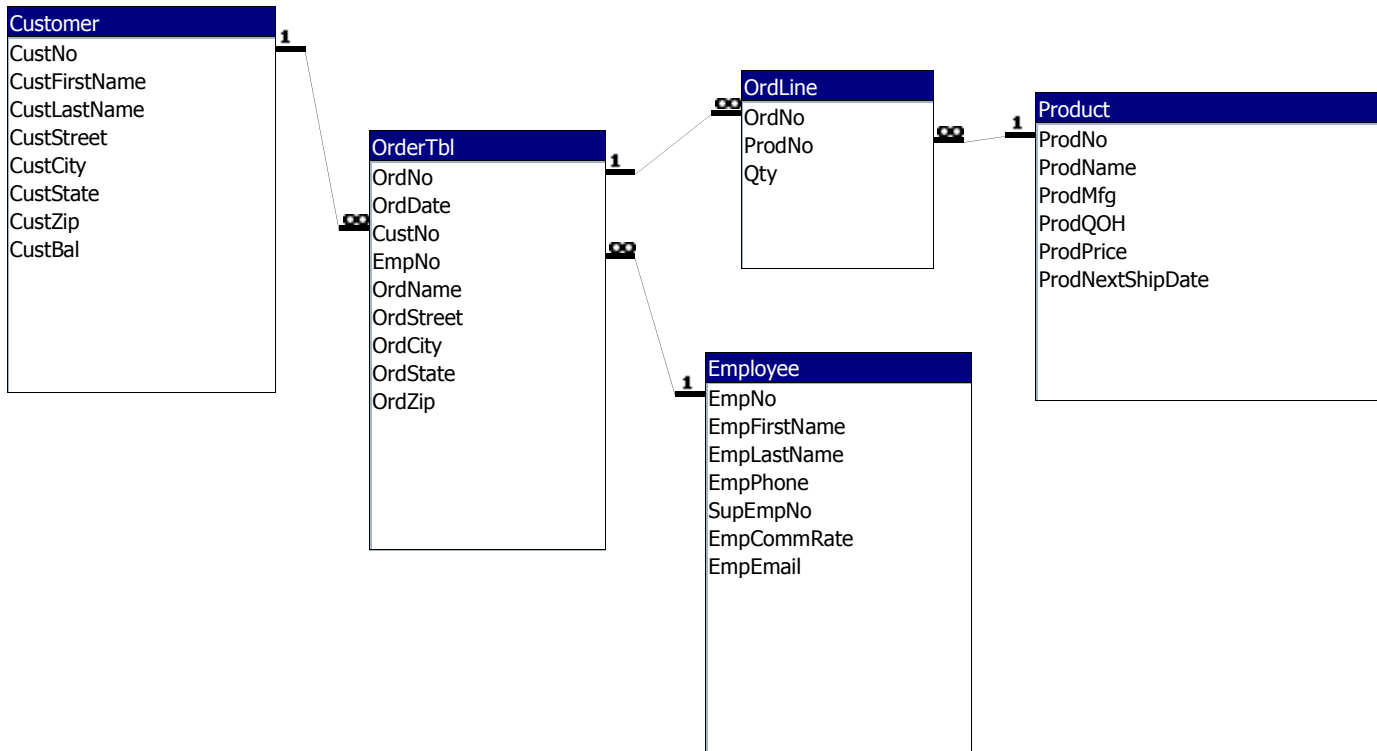 Customer
CustNo
CustFirstName
CustLastName
CustStreet
CustCity
CustState
CustZip
CustBal
1
∞
OrderTbl
OrdNo
OrdDate
CustNo
EmpNo
OrdName
OrdStreet
OrdCity
OrdState
OrdZip
1
∞
∞
1
OrdLine
OrdNo
ProdNo
Qty
∞
1
Product
ProdNo
ProdName
ProdMfg
ProdQOH
ProdPrice
ProdNextShipDate
Employee
EmpNo
EmpFirstName
EmpLastName
EmpPhone
SupEmpNo
EmpCommRate
EmpEmail